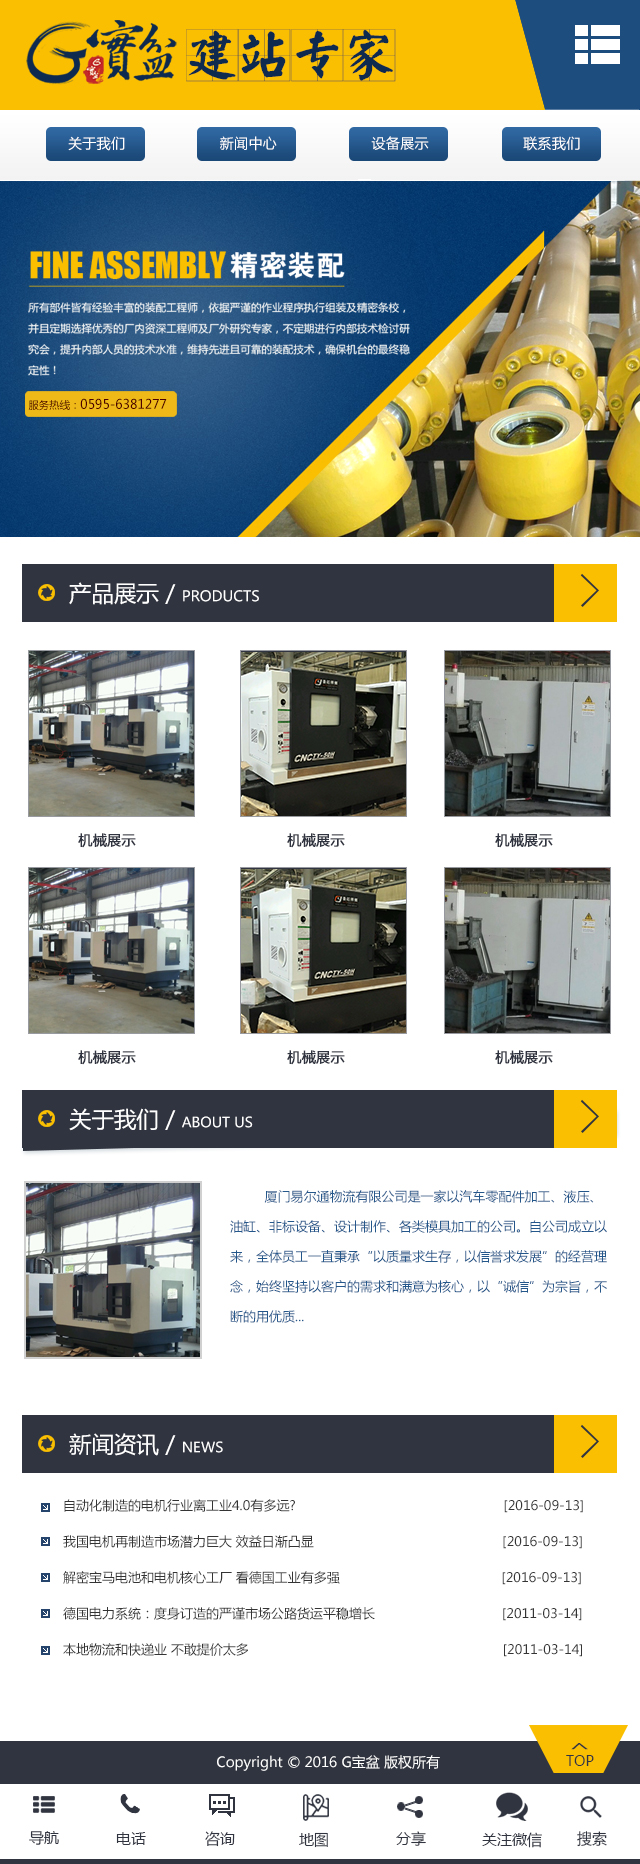 G寳盆 建站专家
关于我们 新闻中心 设备展示 联系我们
FINE ASSEMBLY 精密装配
所有部件皆有经验丰富的装配工程师，依据严谨的作业程序执行组装及精密条校，
并且定期选择优秀的厂内资深工程师及厂外研究专家，不定期进行内部技术检讨研
究会，提升内部人员的技术水准，维持先进且可靠的装配技术，确保机台的最终稳
定性！
服务热线：0595-6381277
产品展示 / PRODUCTS
CNCTY-50H
机械展示 机械展示 机械展示
CNCTY-50H
机械展示 机械展示 机械展示
关于我们 / ABOUT US
厦门易尔通物流有限公司是一家以汽车零配件加工、液压、
油缸、非标设备、设计制作、各类模具加工的公司。自公司成立以
来，全体员工一直秉承“以质量求生存，以信誉求发展”的经营理
念，始终坚持以客户的需求和满意为核心，以“诚信”为宗旨，不
断的用优质...
新闻资讯 / NEWS
自动化制造的电机行业离工业4.0有多远? [2016-09-13]
我国电机再制造市场潜力巨大 效益日渐凸显 [2016-09-13]
解密宝马电池和电机核心工厂 看德国工业有多强 [2016-09-13]
德国电力系统：度身订造的严谨市场公路货运平稳增长 [2011-03-14]
本地物流和快递业 不敢提价太多 [2011-03-14]
TOP
Copyright © 2016 G宝盆 版权所有
导航 电话 咨询 地图 分享 关注微信 搜索